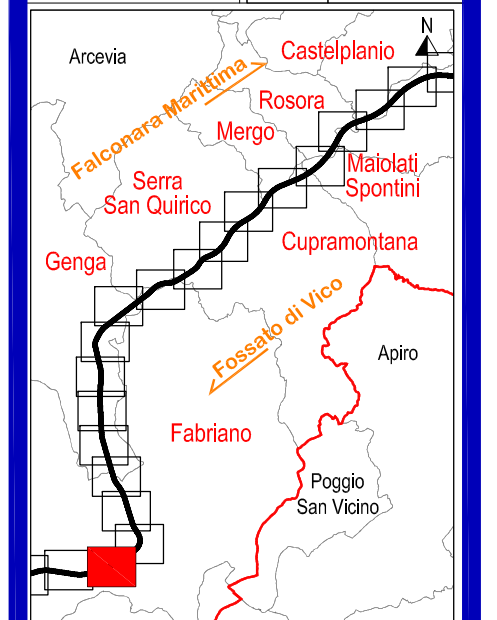 N
Castelplanio
Arcevia
Falconara Marittima
Rosora
Mergo
Maiolati
Spontini
Serra
San Quirico
Cupramontana
Genga
Fossato di Vico
Apiro
Fabriano
Poggio
San Vicino